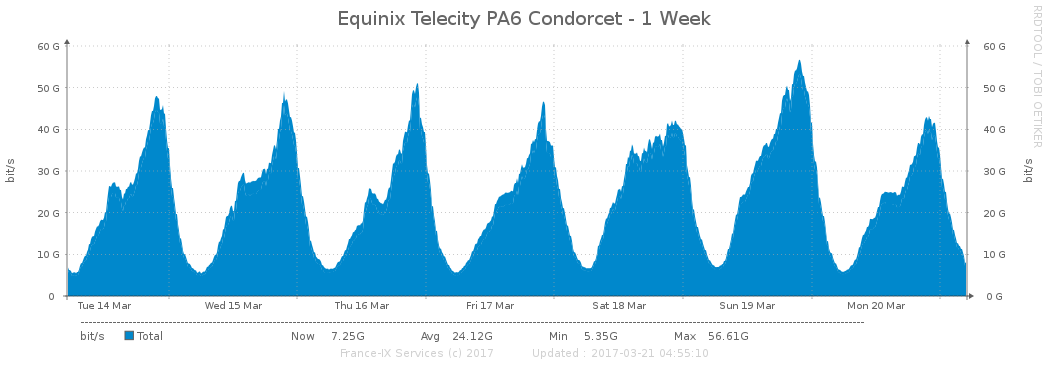 Equinix Telecity PA6 Condorcet - 1 Week
RRDTOOL / TOBI OETIKER
60 G 60 G
50 G 50 G
40 G 40 G
30 G 30 G
20 G 20 G
10 G 10 G
0 0 G
bit/s
bit/s
Tue 14 Mar Wed 15 Mar Thu 16 Mar Fri 17 Mar Sat 18 Mar Sun 19 Mar Mon 20 Mar
bit/s Total Now 7.25G Avg 24.12G Min 5.35G Max 56.61G
France-IX Services (c) 2017 Updated : 2017-03-21 04:55:10